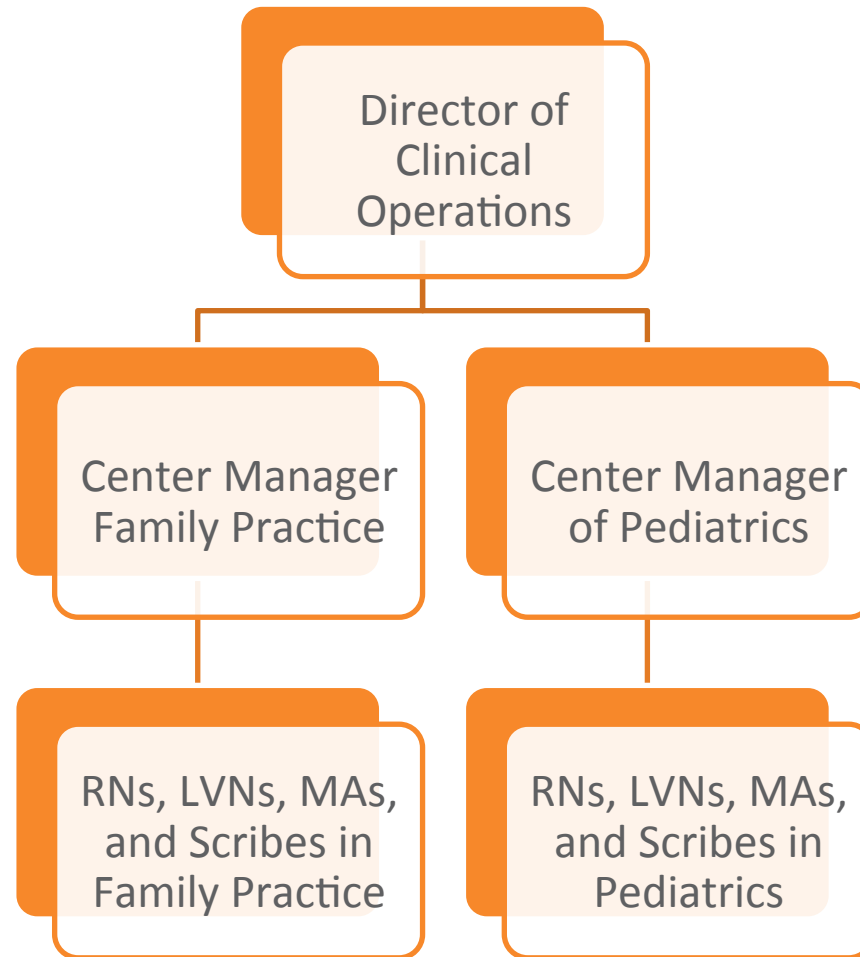 Director of
Clinical
Operations
Center Manager
Family Practice
Center Manager
of Pediatrics
RNs, LVNs, MAs,
and Scribes in
Family Practice
RNs, LVNs, MAs,
and Scribes in
Pediatrics